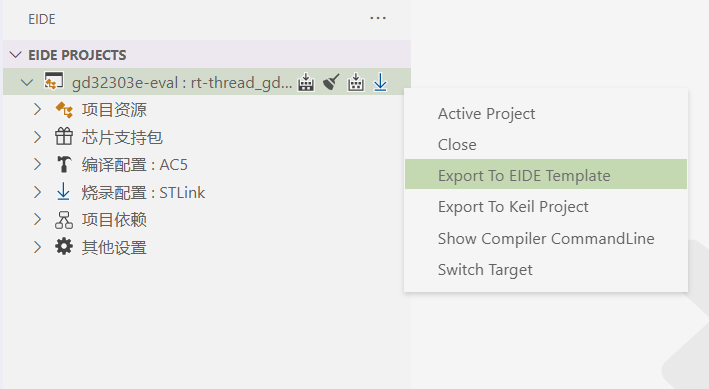 EIDE
EIDE PROJECTS
gd32303e-eval : rt-thread_gd...
项目资源
芯片支持包
编译配置 : AC5
烧录配置 : STLink
项目依赖
其他设置
Active Project
Close
Export To EIDE Template
Export To Keil Project
Show Compiler CommandLine
Switch Target